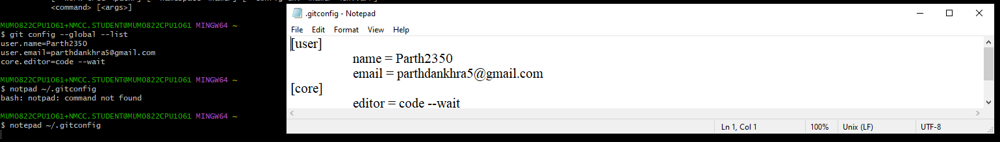 <command> [<args>]
MUM0822CPU1061+NMCC.STUDENT@MUM0822CPU1061 MINGW64 ~
$ git config --global --list
user.name=Parth2350
user.email=parthdankhra5@gmail.com
core.editor=code --wait
MUM0822CPU1061+NMCC.STUDENT@MUM0822CPU1061 MINGW64 ~
$ notpad ~/.gitconfig
bash: notpad: command not found
MUM0822CPU1061+NMCC.STUDENT@MUM0822CPU1061 MINGW64 ~
$ notepad ~/.gitconfig
.gitconfig - Notepad
File Edit Format View Help
[user]
name = Parth2350
email = parthdankhra5@gmail.com
[core]
editor = code --wait
Ln 1, Col 1 100% Unix (LF) UTF-8